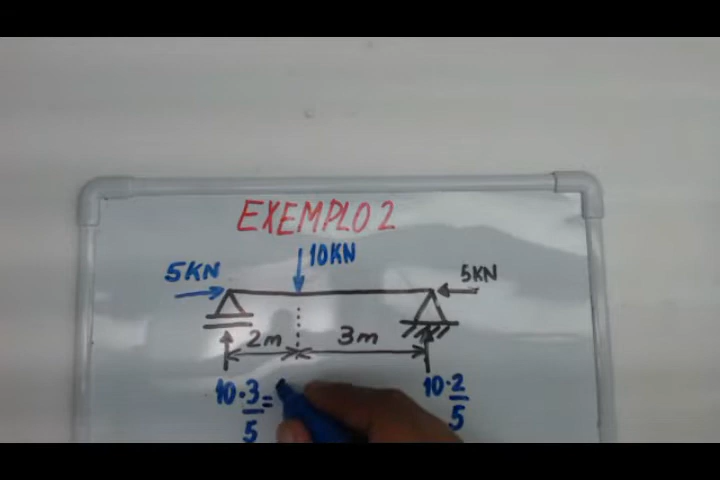 EXEMPLO 2
10KN
5KN
5KN
2m
3m
10·3/5=
10·2/5